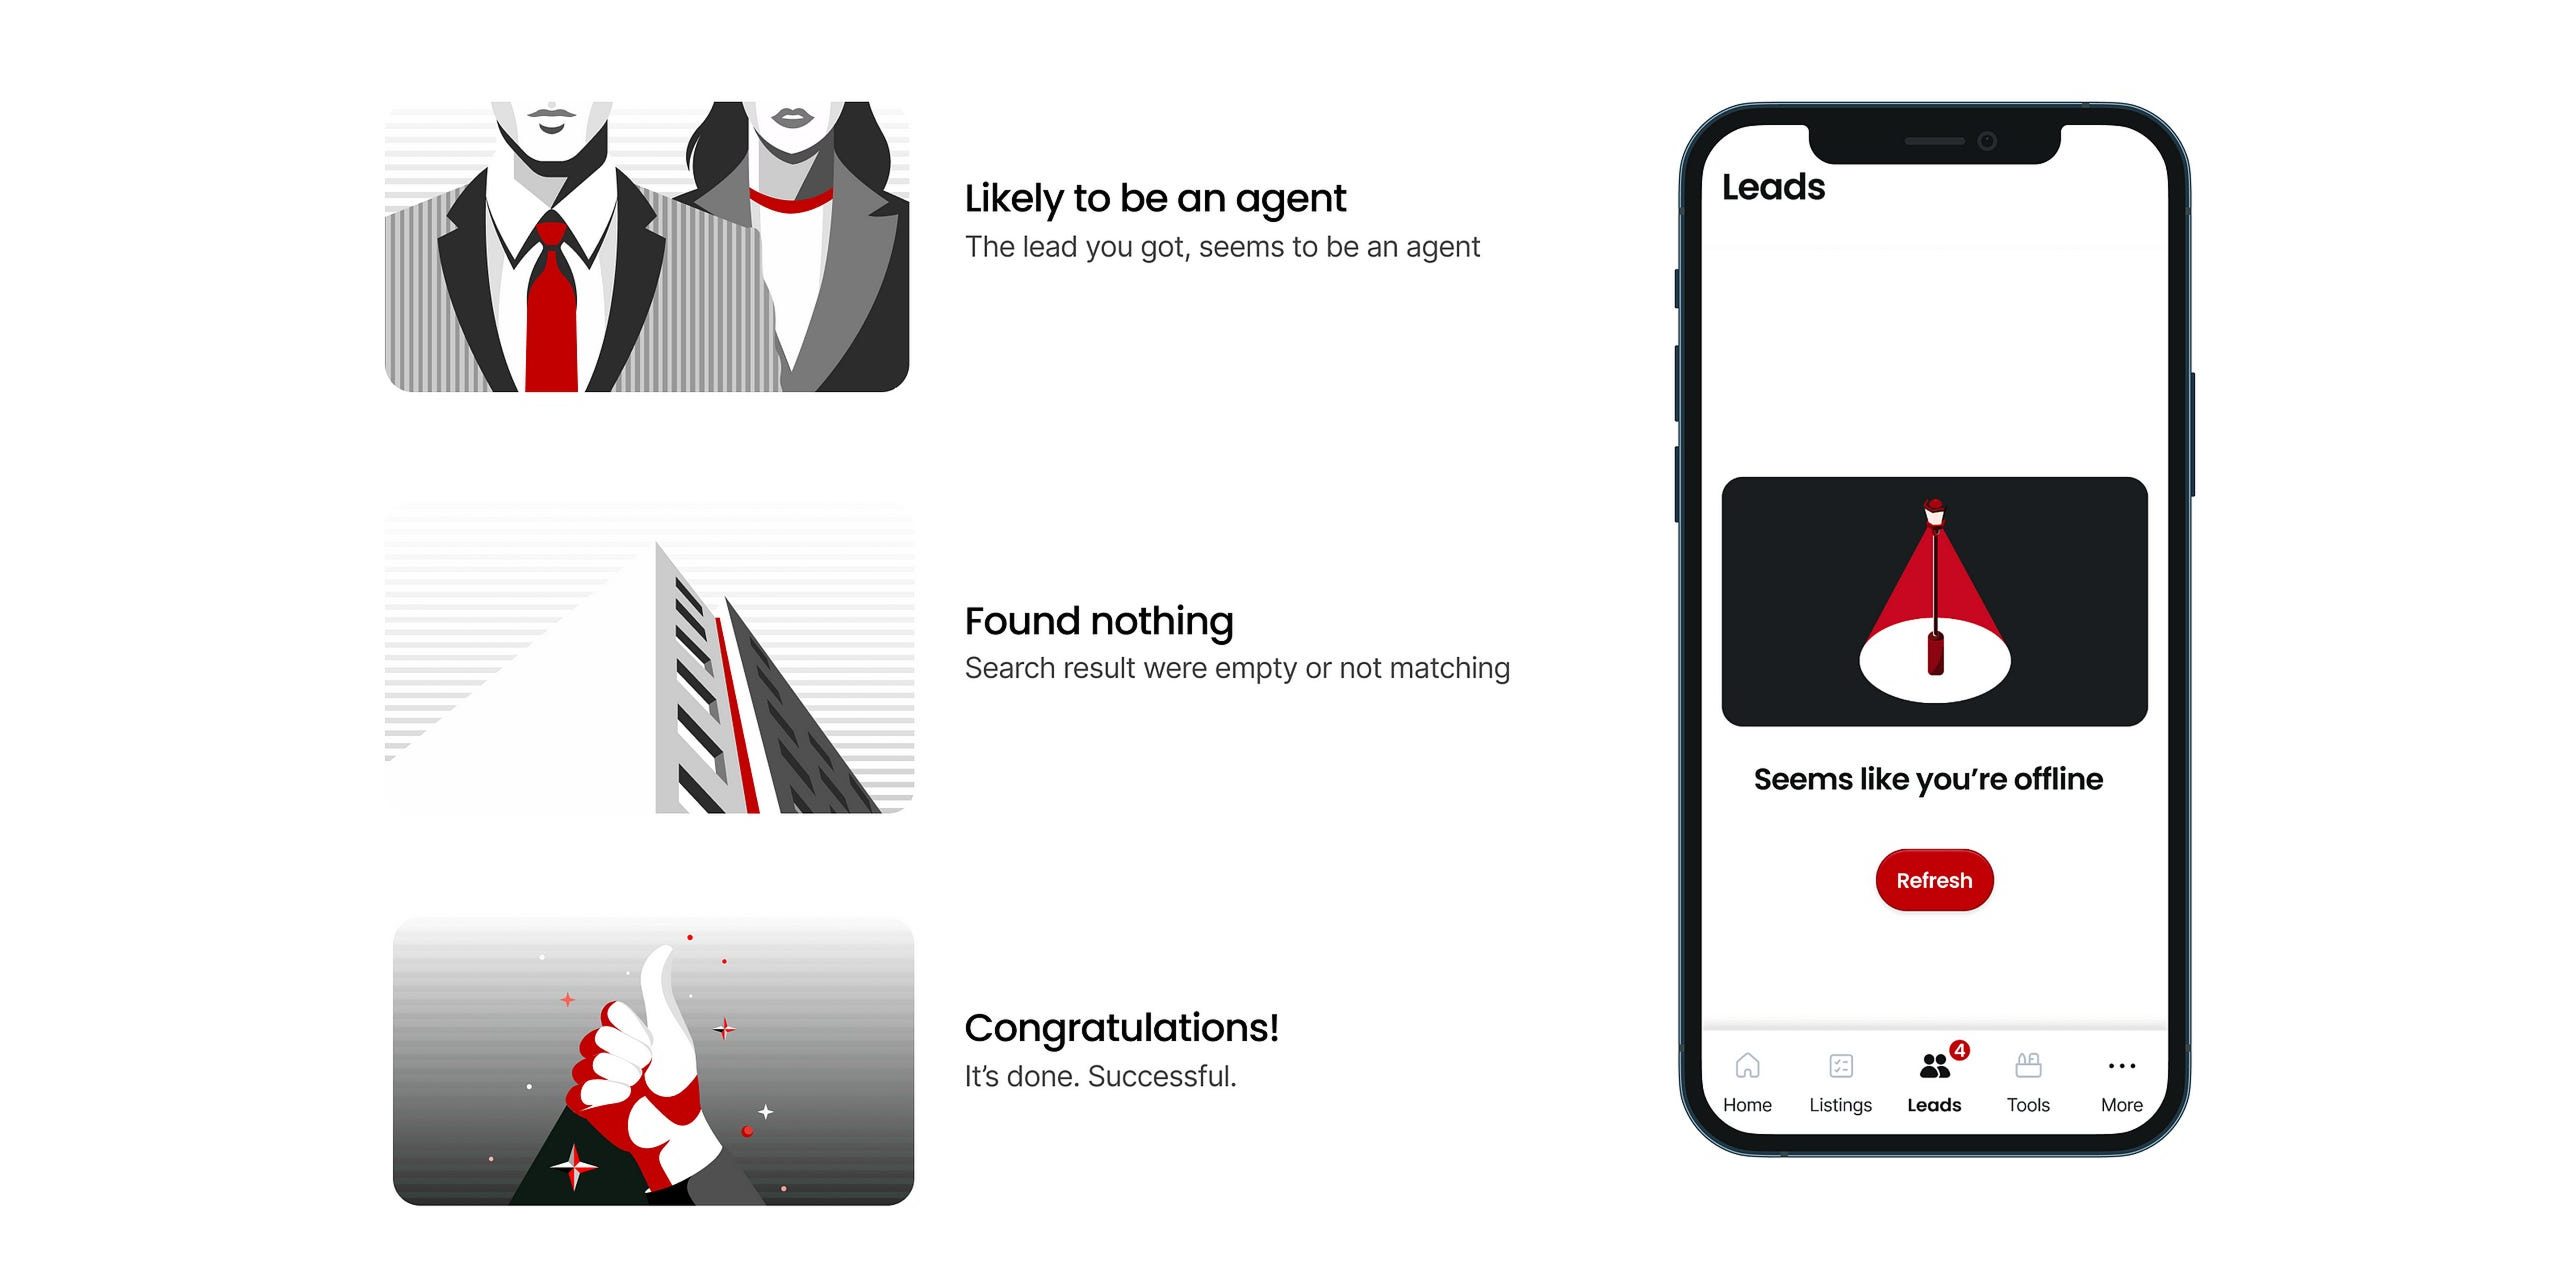 Likely to be an agent
The lead you got, seems to be an agent
Found nothing
Search result were empty or not matching
Congratulations!
It’s done. Successful.
Leads
Seems like you’re offline
Refresh
4
Home Listings Leads Tools More